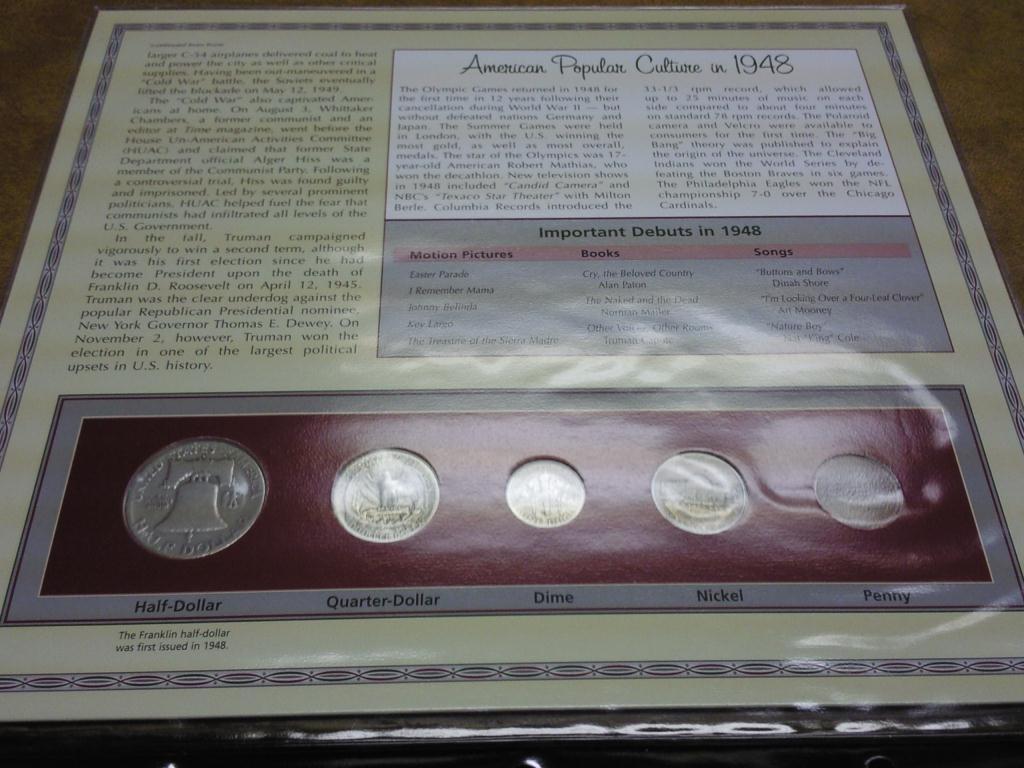 larger C-54 airplanes delivered coal to heat
and power the city as well as other critical
supplies. Having been out-maneuvered in a
"Cold War" battle, the Soviets eventually
lifted the blockade on May 12, 1949.
The "Cold War" also captivated Amer-
icans at home. On August 3, Whittaker
Chambers, a former communist and an
editor at Time magazine, went before the
House Un-American Activities Committee
(HUAC) and claimed that former State
Department official Alger Hiss was a
member of the Communist Party. Following
a controversial trial, Hiss was found guilty
and imprisoned. Led by several prominent
politicians, HUAC helped fuel the fear that
communists had infiltrated all levels of the
U.S. Government.
In the fall, Truman campaigned
vigorously to win a second term, although
it was his first election since he had
become President upon the death of
Franklin D. Roosevelt on April 12, 1945.
Truman was the clear underdog against the
popular Republican Presidential nominee,
New York Governor Thomas E. Dewey. On
November 2, however, Truman won the
election in one of the largest political
upsets in U.S. history.
American Popular Culture in 1948
The Olympic Games returned in 1948 for
the first time in 12 years following their
cancellation during World War II — but
without defeated nations Germany and
Japan. The Summer Games were held
in London, with the U.S. winning the
most gold, as well as most overall,
medals. The star of the Olympics was 17-
year-old American Robert Mathias, who
won the decathlon. New television shows
in 1948 included "Candid Camera" and
NBC's "Texaco Star Theater" with Milton
Berle. Columbia Records introduced the
33-1/3 rpm record, which allowed
up to 25 minutes of music on each
side compared to about four minutes
on standard 78 rpm records. The Polaroid
camera and Velcro were available to
consumers for the first time. The "Big
Bang" theory was published to explain
the origin of the universe. The Cleveland
Indians won the World Series by de-
feating the Boston Braves in six games.
The Philadelphia Eagles won the NFL
championship 7-0 over the Chicago
Cardinals.
Important Debuts in 1948
Motion Pictures Books Songs
Easter Parade
I Remember Mama
Johnny Belinda
Key Largo
The Treasure of the Sierra Madre
Cry, the Beloved Country
Alan Paton
The Naked and the Dead
Norman Mailer
Other Voices, Other Rooms
Truman Capote
"Buttons and Bows"
Dinah Shore
"I'm Looking Over a Four-Leaf Clover"
Art Mooney
"Nature Boy"
Nat "King" Cole
UNITED STATES OF AMERICA
HALF DOLLAR
Half-Dollar Quarter-Dollar Dime Nickel Penny
The Franklin half-dollar
was first issued in 1948.